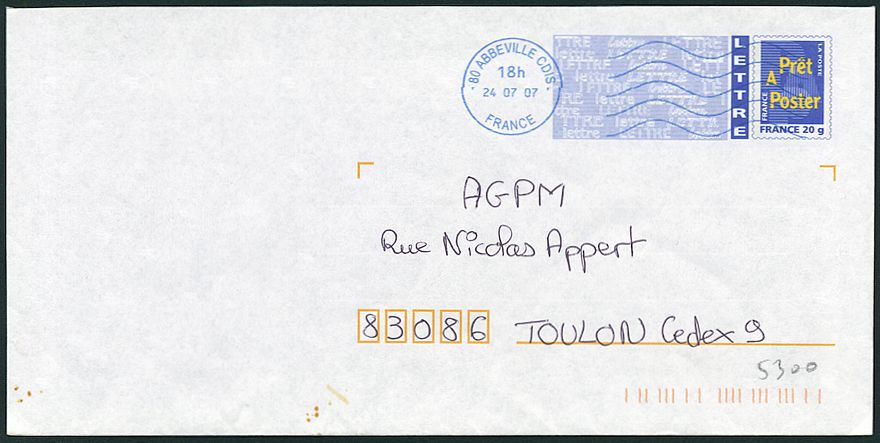 80 ABBEVILLE CDIS
18h
24 07 07
FRANCE
LETTRE
LA POSTE
Prêt
A
Poster
FRANCE
FRANCE 20 g
AGPM
Rue Nicolas Appert
83086 TOULON Cedex 9
5300